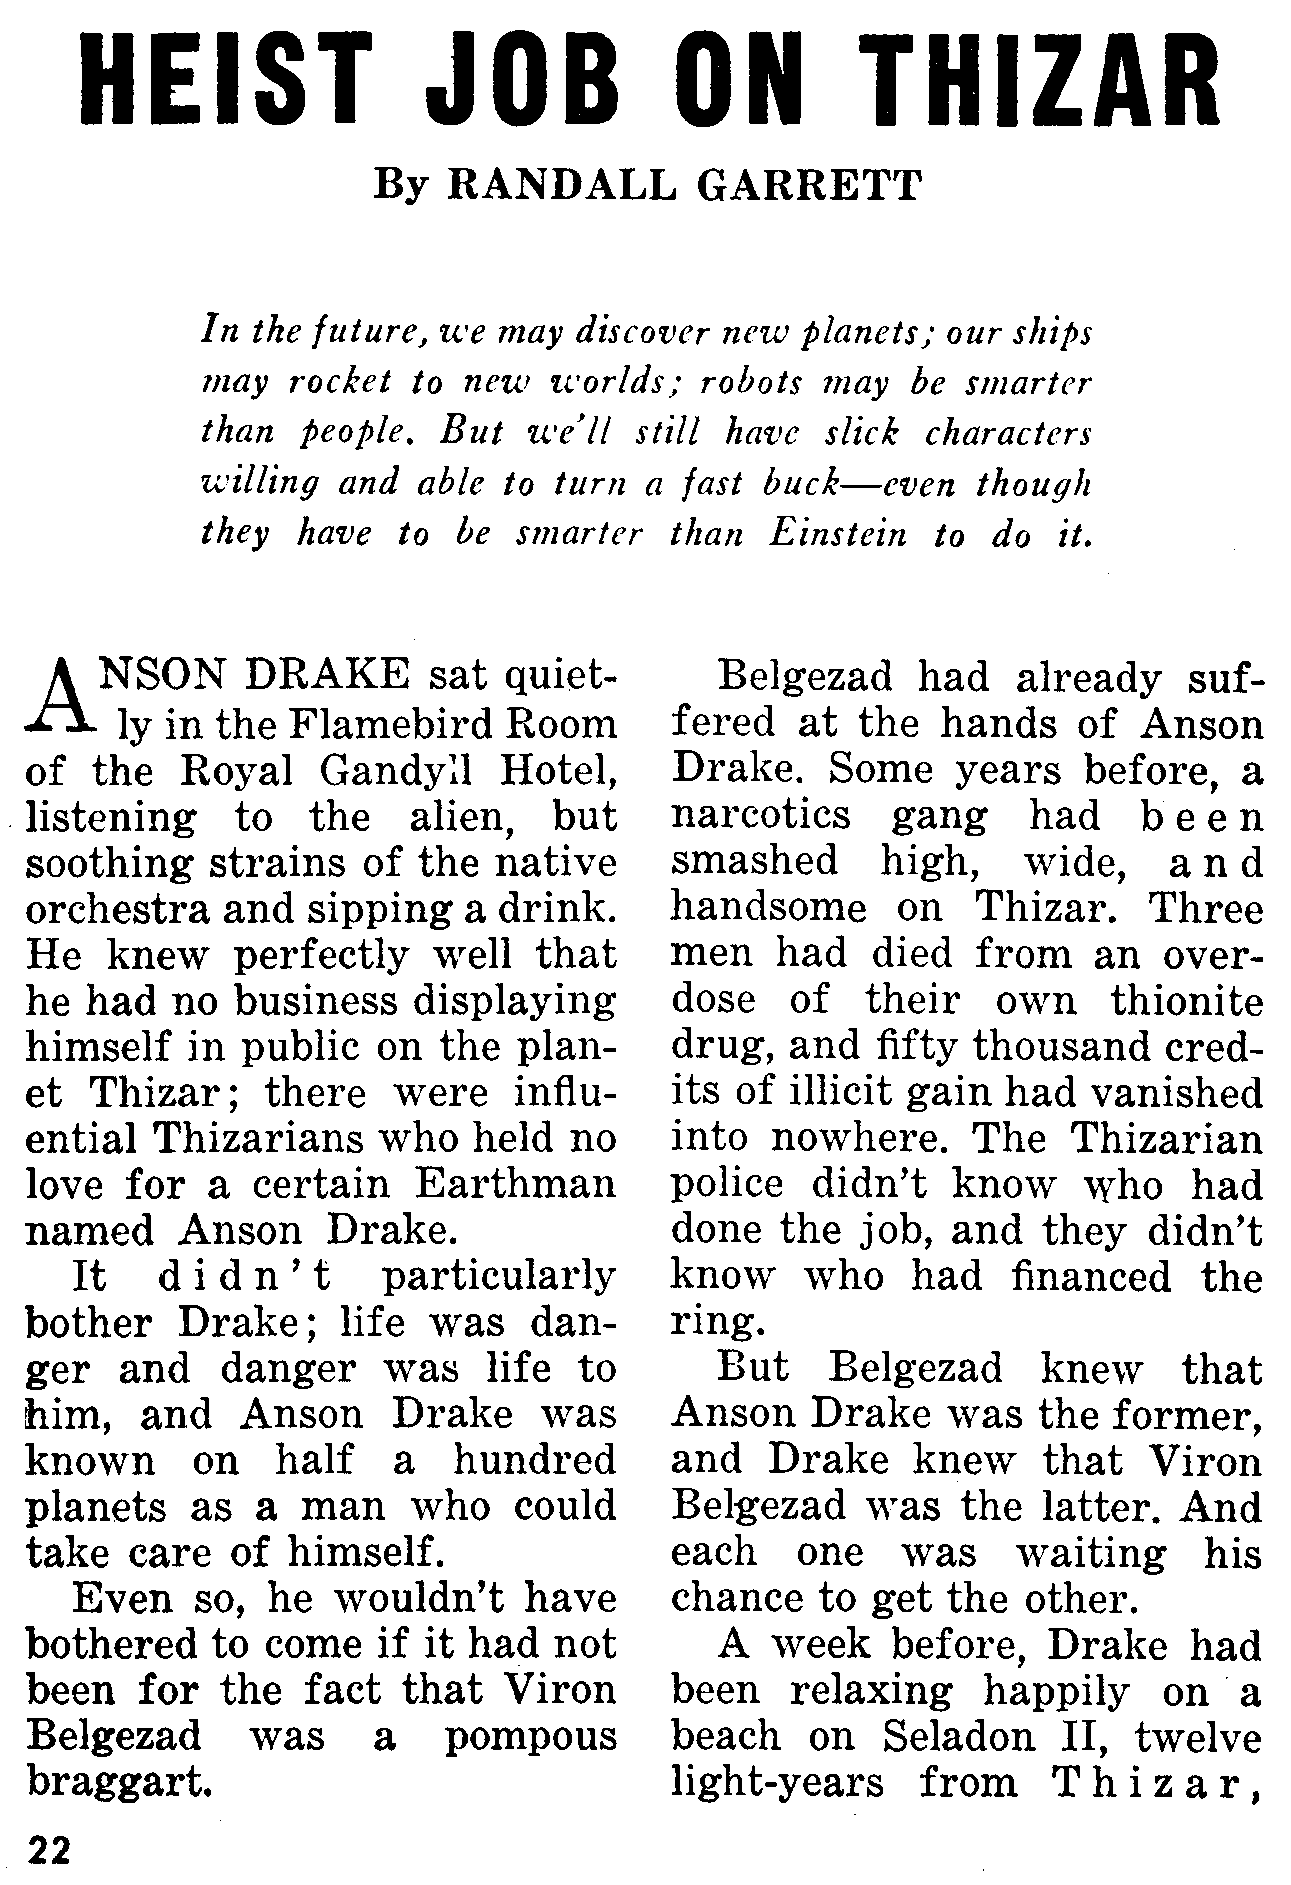 HEIST JOB ON THIZAR
By RANDALL GARRETT
In the future, we may discover new planets; our ships
may rocket to new worlds; robots may be smarter
than people. But we'll still have slick characters
willing and able to turn a fast buck—even though
they have to be smarter than Einstein to do it.
ANSON DRAKE sat quiet-
ly in the Flamebird Room
of the Royal Gandyll Hotel,
listening to the alien, but
soothing strains of the native
orchestra and sipping a drink.
He knew perfectly well that
he had no business displaying
himself in public on the plan-
et Thizar; there were influ-
ential Thizarians who held no
love for a certain Earthman
named Anson Drake.
It didn't particularly
bother Drake; life was dan-
ger and danger was life to
him, and Anson Drake was
known on half a hundred
planets as a man who could
take care of himself.
Even so, he wouldn't have
bothered to come if it had not
been for the fact that Viron
Belgezad was a pompous
braggart.
Belgezad had already suf-
fered at the hands of Anson
Drake. Some years before, a
narcotics gang had been
smashed high, wide, and
handsome on Thizar. Three
men had died from an over-
dose of their own thionite
drug, and fifty thousand cred-
its of illicit gain had vanished
into nowhere. The Thizarian
police didn't know who had
done the job, and they didn't
know who had financed the
ring.
But Belgezad knew that
Anson Drake was the former,
and Drake knew that Viron
Belgezad was the latter. And
each one was waiting his
chance to get the other.
A week before, Drake had
been relaxing happily on a
beach on Seladon II, twelve
light-years from Thizar,
22